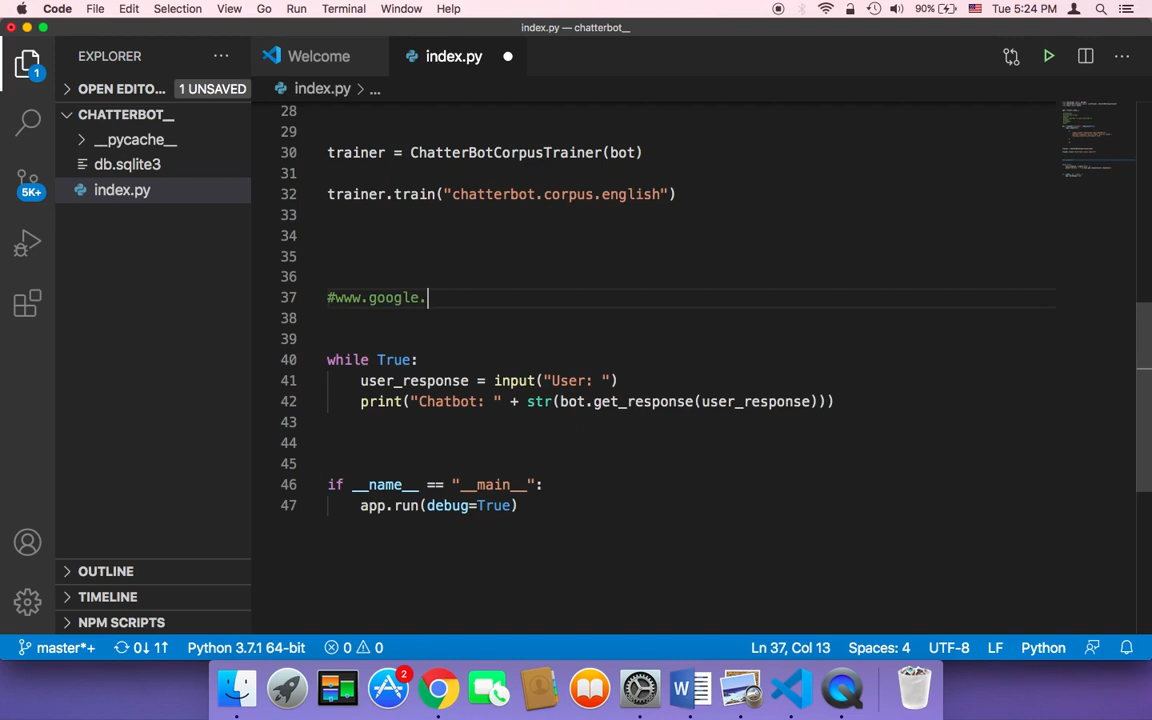 Code File Edit Selection View Go Run Terminal Window Help 90% Tue 5:24 PM
index.py — chatterbot_
EXPLORER
Welcome
index.py
1
OPEN EDITO... 1 UNSAVED
index.py > ...
CHATTERBOT_
__pycache__
db.sqlite3
index.py
5K+
28
29
30 trainer = ChatterBotCorpusTrainer(bot)
31
32 trainer.train("chatterbot.corpus.english")
33
34
35
36
37 #www.google.
38
39
40 while True:
41 user_response = input("User: ")
42 print("Chatbot: " + str(bot.get_response(user_response)))
43
44
45
46 if __name__ == "__main__":
47 app.run(debug=True)
OUTLINE
TIMELINE
NPM SCRIPTS
master*+ 0↓ 1↑ Python 3.7.1 64-bit 0 0 Ln 37, Col 13 Spaces: 4 UTF-8 LF Python
2